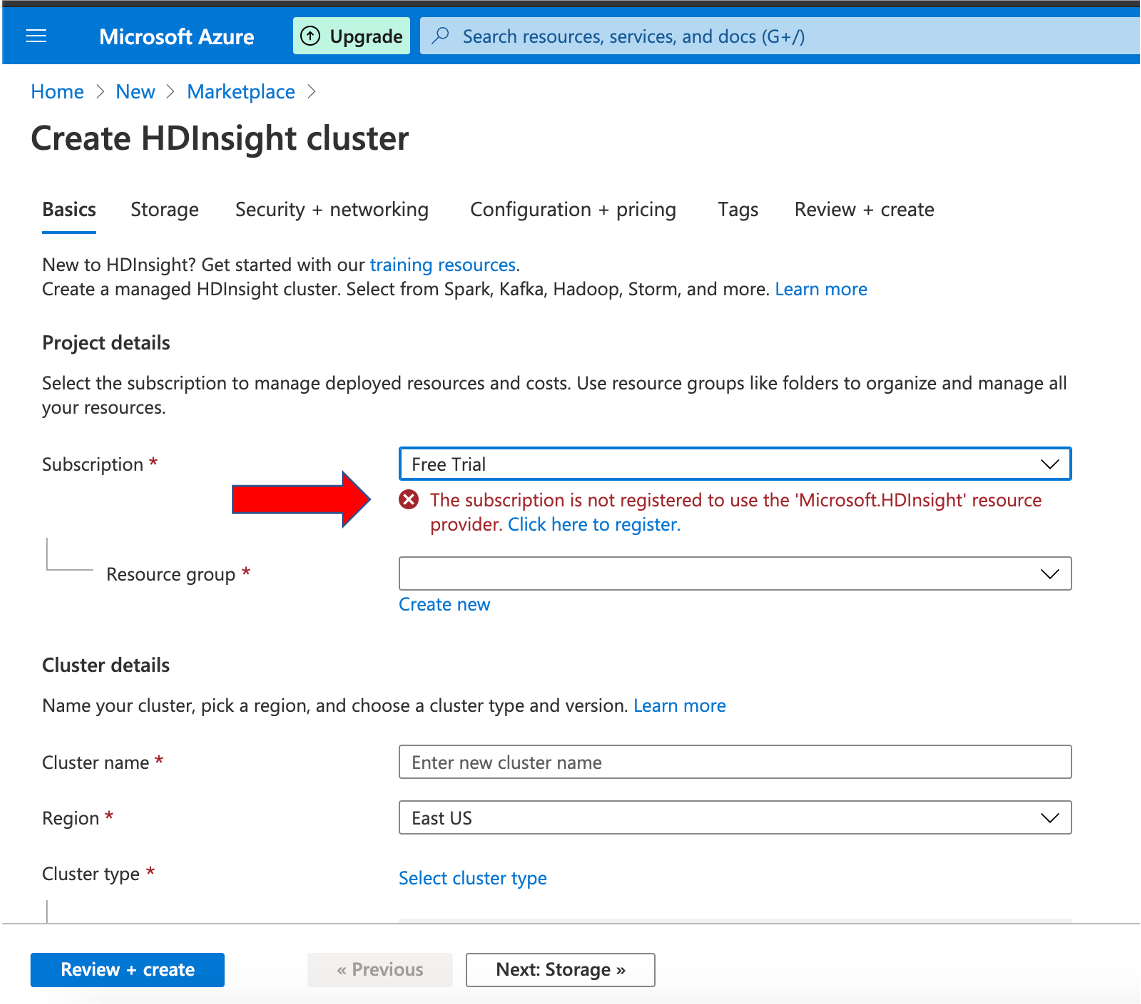 Microsoft Azure Upgrade Search resources, services, and docs (G+/)
Home > New > Marketplace >
Create HDInsight cluster
Basics Storage Security + networking Configuration + pricing Tags Review + create
New to HDInsight? Get started with our training resources.
Create a managed HDInsight cluster. Select from Spark, Kafka, Hadoop, Storm, and more. Learn more
Project details
Select the subscription to manage deployed resources and costs. Use resource groups like folders to organize and manage all
your resources.
Subscription * Free Trial
The subscription is not registered to use the 'Microsoft.HDInsight' resource
provider. Click here to register.
Resource group *
Create new
Cluster details
Name your cluster, pick a region, and choose a cluster type and version. Learn more
Cluster name * Enter new cluster name
Region * East US
Cluster type * Select cluster type
Review + create « Previous Next: Storage »